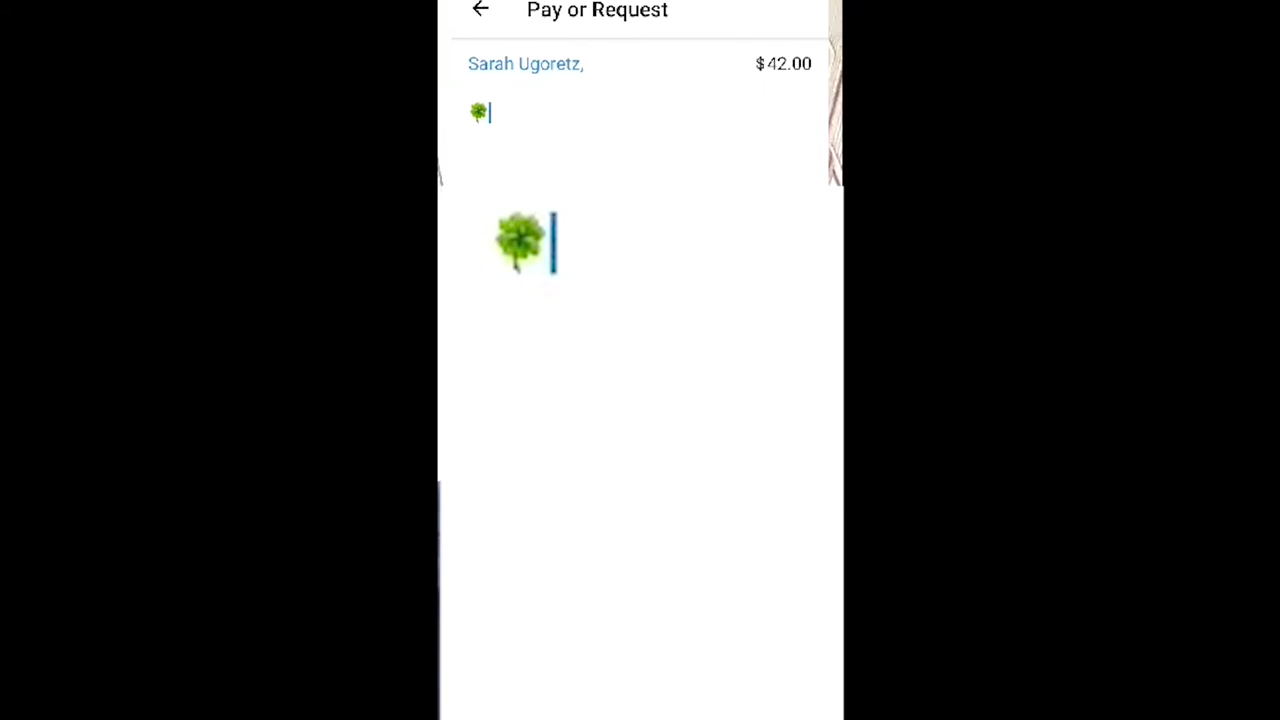 Pay or Request
Sarah Ugoretz, $42.00
🍀
🍀